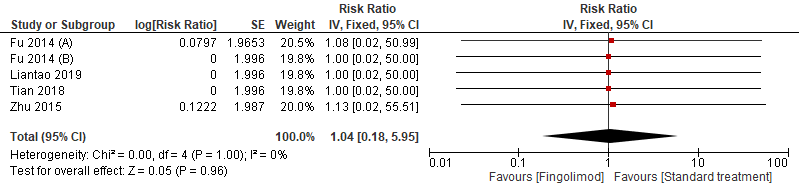 Risk Ratio Risk Ratio
Study or Subgroup log[Risk Ratio] SE Weight IV, Fixed, 95% CI IV, Fixed, 95% CI
Fu 2014 (A) 0.0797 1.9653 20.5% 1.08 [0.02, 50.99]
Fu 2014 (B) 0 1.996 19.8% 1.00 [0.02, 50.00]
Liantao 2019 0 1.996 19.8% 1.00 [0.02, 50.00]
Tian 2018 0 1.996 19.8% 1.00 [0.02, 50.00]
Zhu 2015 0.1222 1.987 20.0% 1.13 [0.02, 55.51]
Total (95% CI) 100.0% 1.04 [0.18, 5.95]
Heterogeneity: Chi² = 0.00, df = 4 (P = 1.00); I² = 0%
Test for overall effect: Z = 0.05 (P = 0.96)
0.01 0.1 1 10 100
Favours [Fingolimod] Favours [Standard treatment]